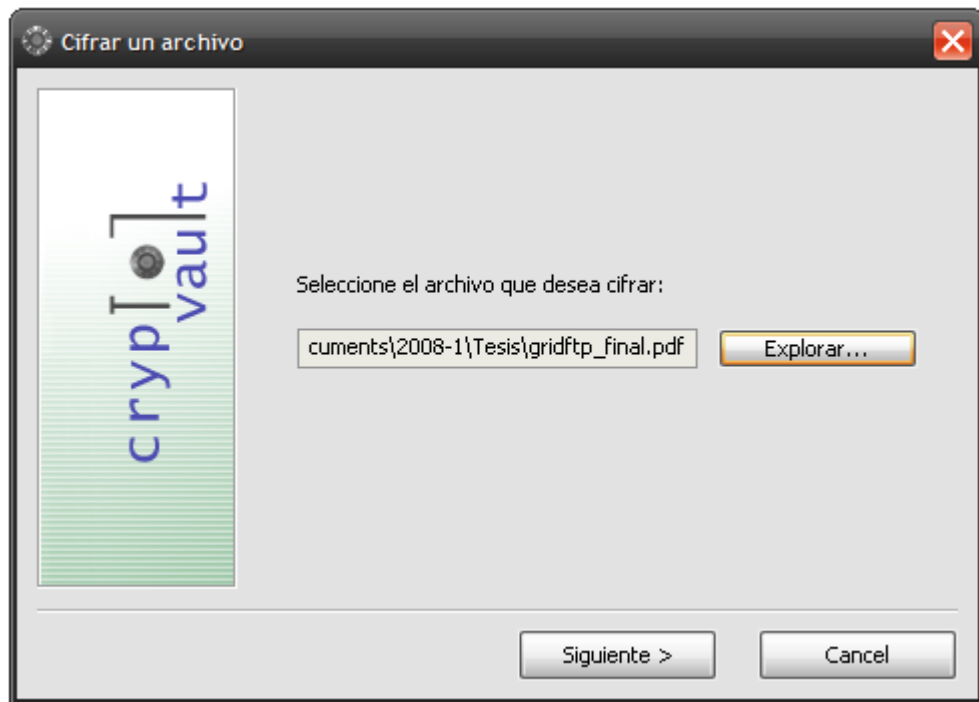 Cifrar un archivo
crypto
vault
Seleccione el archivo que desea cifrar:
cuments\2008-1\Tesis\gridftp_final.pdf
Explorar...
Siguiente >
Cancel